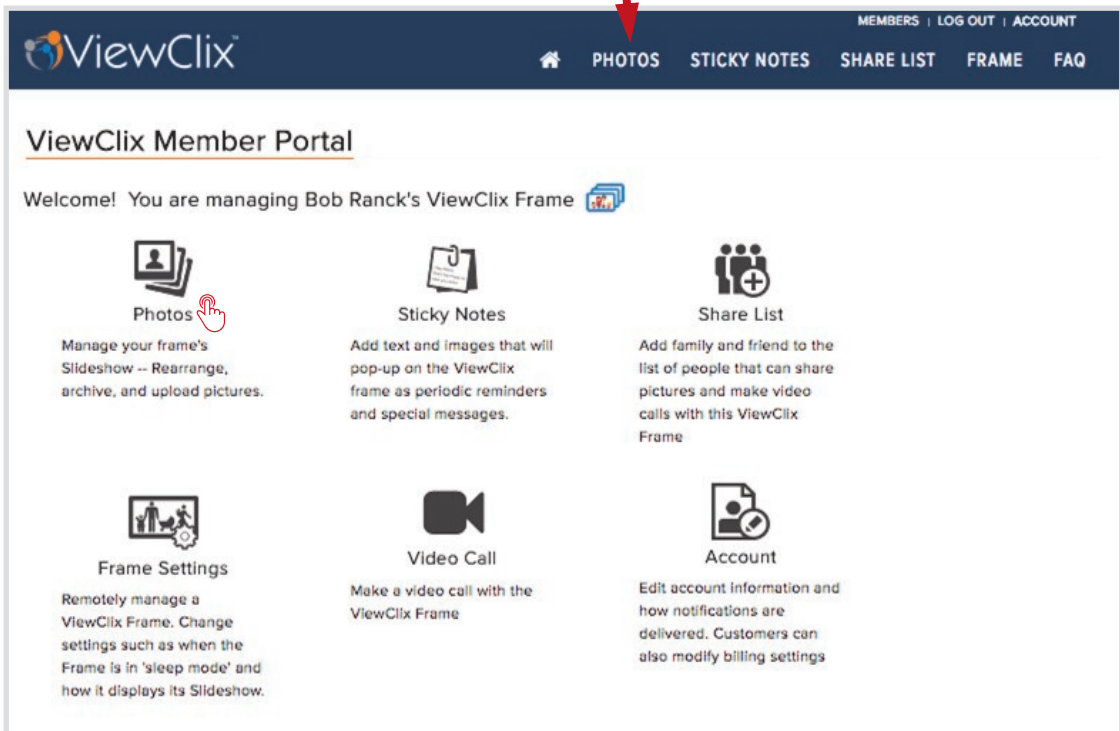 MEMBERS | LOG OUT | ACCOUNT
ViewClix™
PHOTOS STICKY NOTES SHARE LIST FRAME FAQ
ViewClix Member Portal
Welcome! You are managing Bob Ranck's ViewClix Frame
Photos
Manage your frame's
Slideshow -- Rearrange,
archive, and upload pictures.
Sticky Notes
Add text and images that will
pop-up on the ViewClix
frame as periodic reminders
and special messages.
Share List
Add family and friend to the
list of people that can share
pictures and make video
calls with this ViewClix
Frame
Frame Settings
Remotely manage a
ViewClix Frame. Change
settings such as when the
Frame is in 'sleep mode' and
how it displays its Slideshow.
Video Call
Make a video call with the
ViewClix Frame
Account
Edit account information and
how notifications are
delivered. Customers can
also modify billing settings